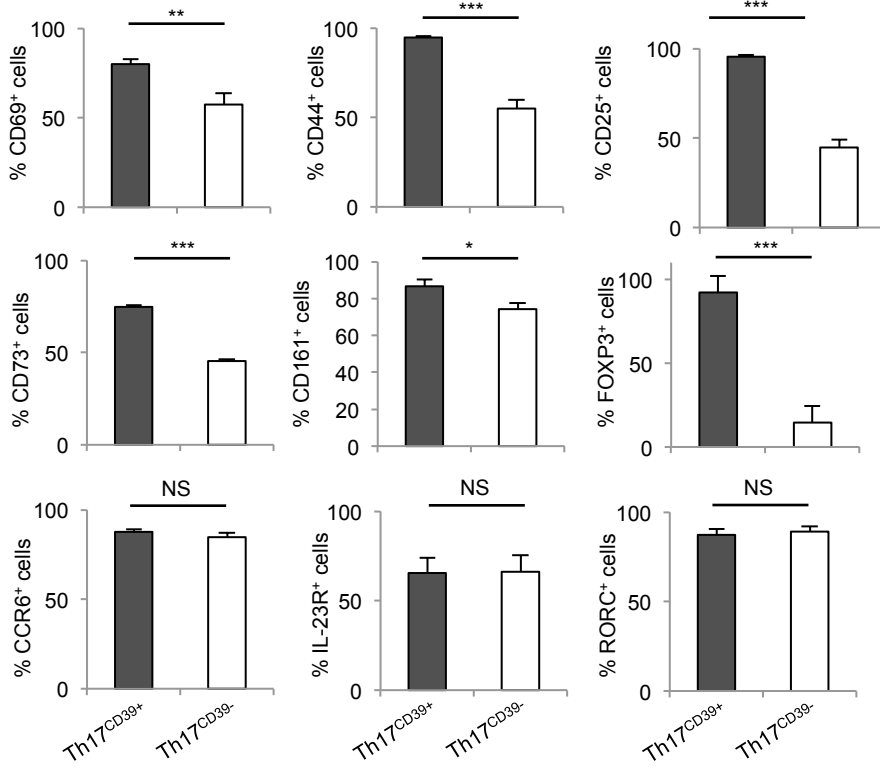 **
% CD69⁺ cells
100
50
0
***
% CD44⁺ cells
100
50
0
***
% CD25⁺ cells
100
50
0
***
% CD73⁺ cells
100
50
0
*
% CD161⁺ cells
100
80
60
40
20
0
***
% FOXP3⁺ cells
100
50
0
NS
% CCR6⁺ cells
100
50
0
Th17CD39+
Th17CD39-
NS
% IL-23R⁺ cells
100
50
0
Th17CD39+
Th17CD39-
NS
% RORC⁺ cells
100
50
0
Th17CD39+
Th17CD39-